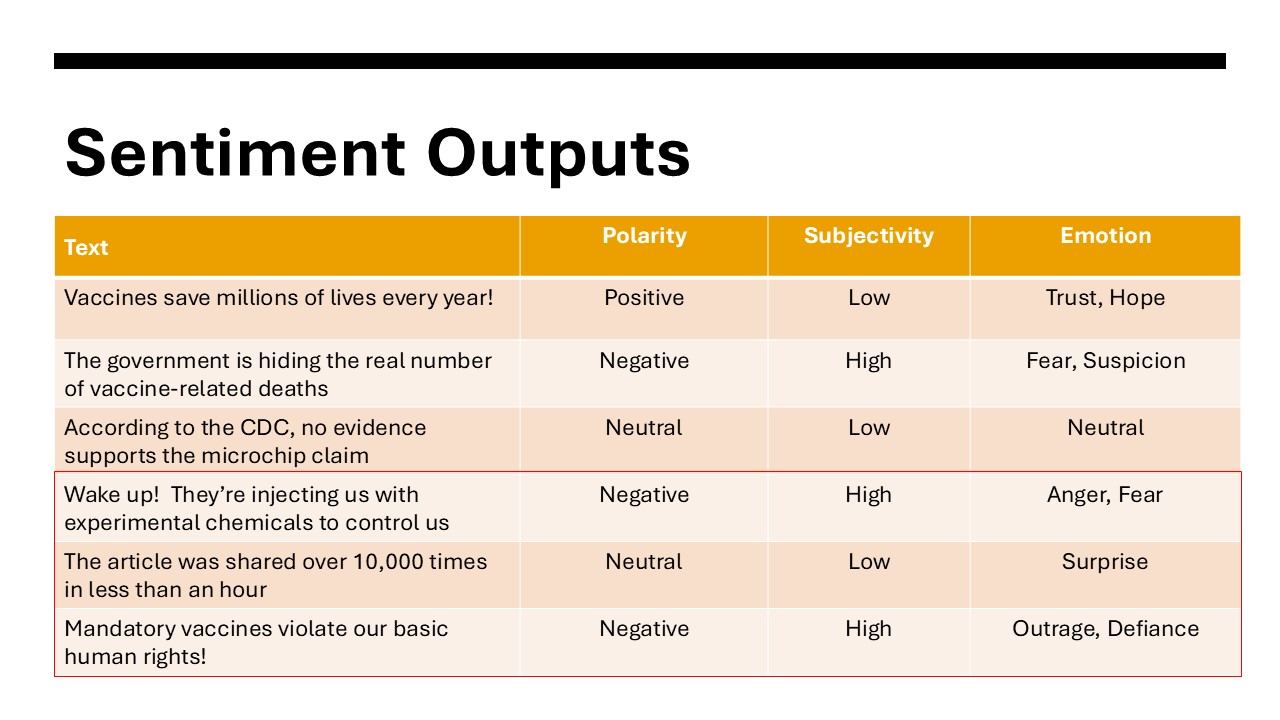 Sentiment Outputs
Text Polarity Subjectivity Emotion
Vaccines save millions of lives every year! Positive Low Trust, Hope
The government is hiding the real number Negative High Fear, Suspicion
of vaccine-related deaths
According to the CDC, no evidence Neutral Low Neutral
supports the microchip claim
Wake up!  They’re injecting us with Negative High Anger, Fear
experimental chemicals to control us
The article was shared over 10,000 times Neutral Low Surprise
in less than an hour
Mandatory vaccines violate our basic Negative High Outrage, Defiance
human rights!